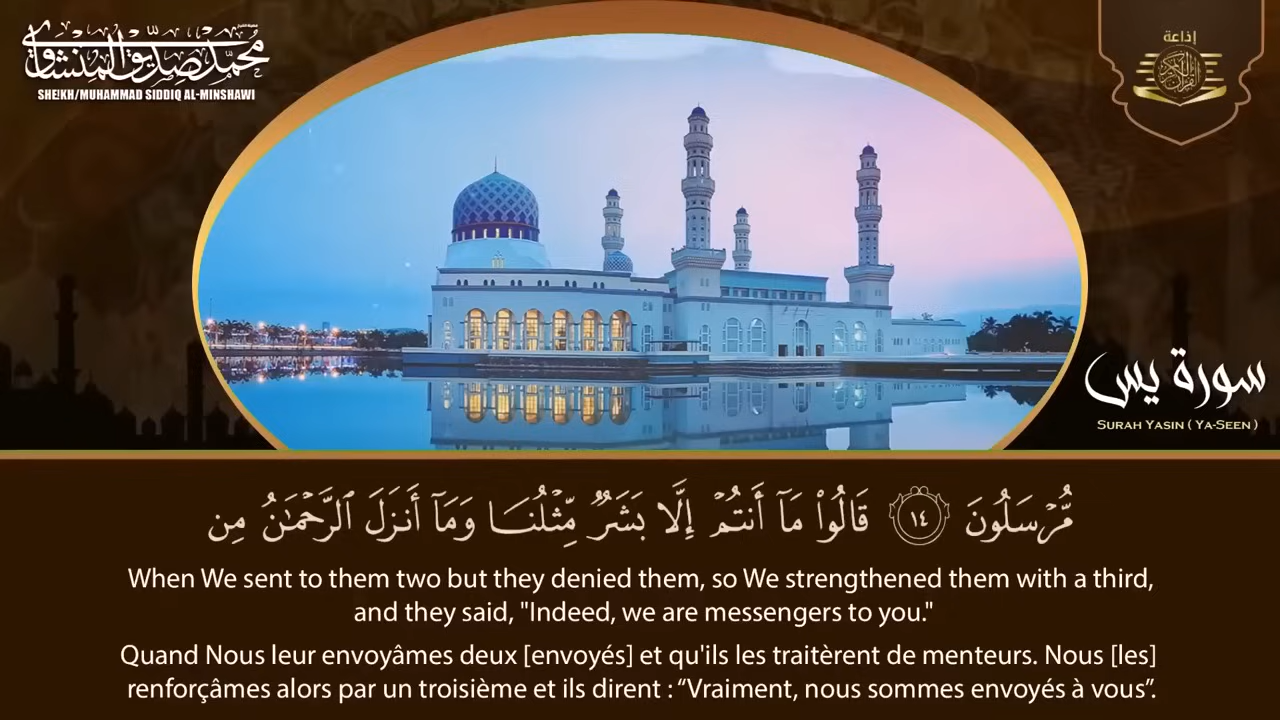 محمد صديق المنشاوي
SHEIKH/MUHAMMAD SIDDIQ AL-MINSHAWI
إذاعة
القرآن الكريم
سورة يس
SURAH YASIN ( YA-SEEN )
مُّرْسَلُونَ ١٤ قَالُوا۟ مَآ أَنتُمْ إِلَّا بَشَرٌ مِّثْلُنَا وَمَآ أَنزَلَ ٱلرَّحْمَـٰنُ مِن
When We sent to them two but they denied them, so We strengthened them with a third,
and they said, "Indeed, we are messengers to you."
Quand Nous leur envoyâmes deux [envoyés] et qu'ils les traitèrent de menteurs. Nous [les]
renforçâmes alors par un troisième et ils dirent : “Vraiment, nous sommes envoyés à vous”.